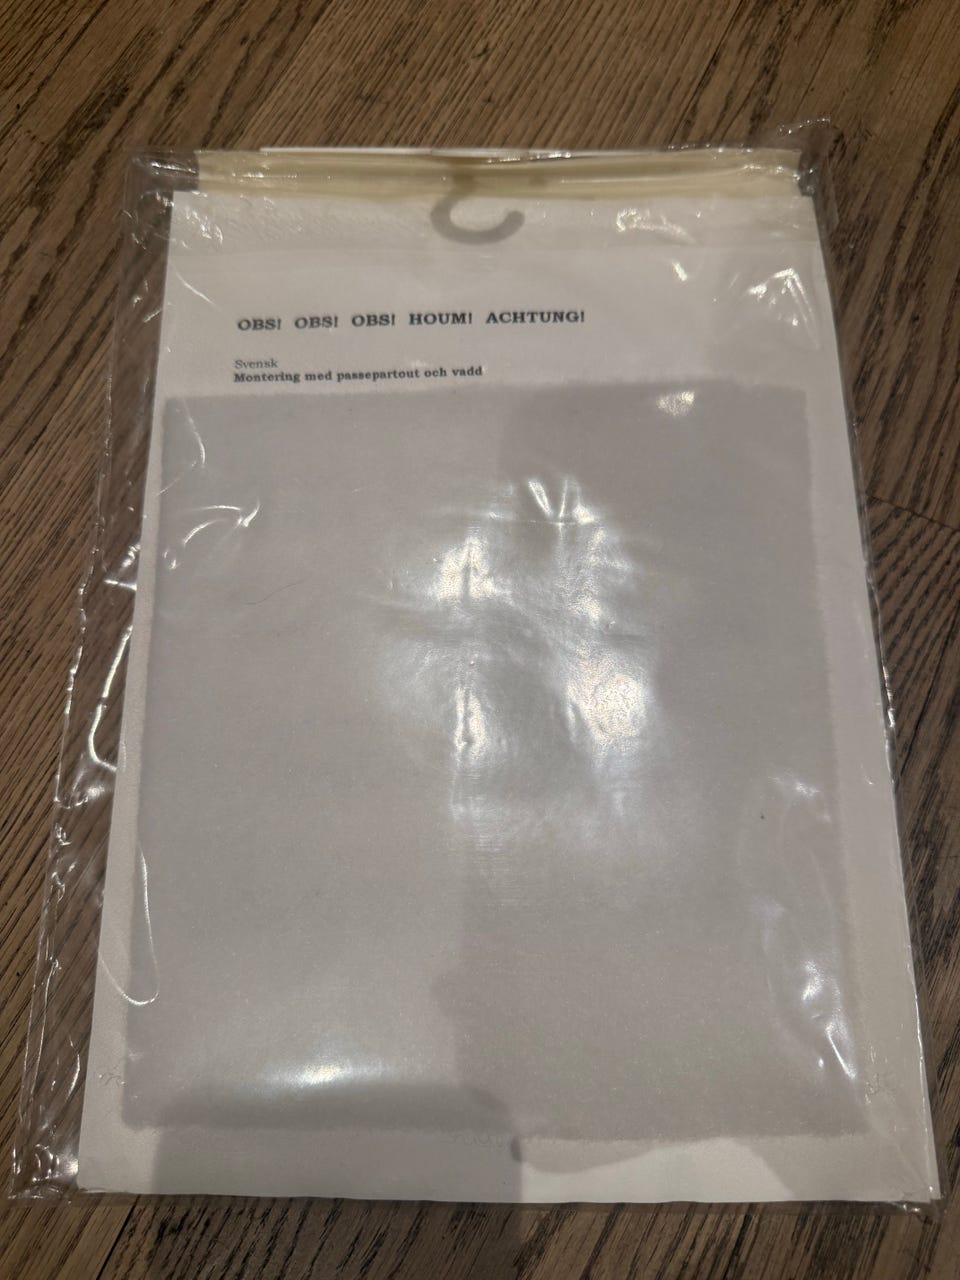 OBS! OBS! OBS! HOUM! ACHTUNG!
Svensk
Montering med passepartout och vadd